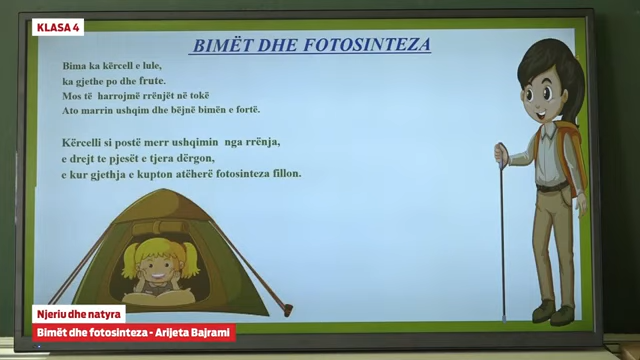 KLASA 4
BIMËT DHE FOTOSINTEZA
Bima ka kërcell e lule,
ka gjethe po dhe frute.
Mos të harrojmë rrënjët në tokë
Ato marrin ushqim dhe bëjnë bimën e fortë.
Kërcelli si postë merr ushqimin nga rrënja,
e drejt te pjesët e tjera dërgon,
e kur gjethja e kupton atëherë fotosinteza fillon.
Njeriu dhe natyra
Bimët dhe fotosinteza - Arijeta Bajrami